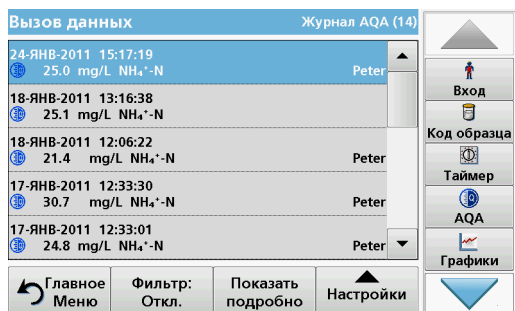 Вызов данных Журнал AQA (14)
24-ЯНВ-2011 15:17:19
25.0 mg/L NH₄⁺-N Peter
18-ЯНВ-2011 13:16:38
25.1 mg/L NH₄⁺-N
18-ЯНВ-2011 12:06:22
21.4 mg/L NH₄⁺-N Peter
17-ЯНВ-2011 12:33:30
30.7 mg/L NH₄⁺-N Peter
17-ЯНВ-2011 12:33:01
24.8 mg/L NH₄⁺-N Peter
Вход
Код образца
Таймер
AQA
Графики
Главное
Меню
Фильтр:
Откл.
Показать
подробно
Настройки